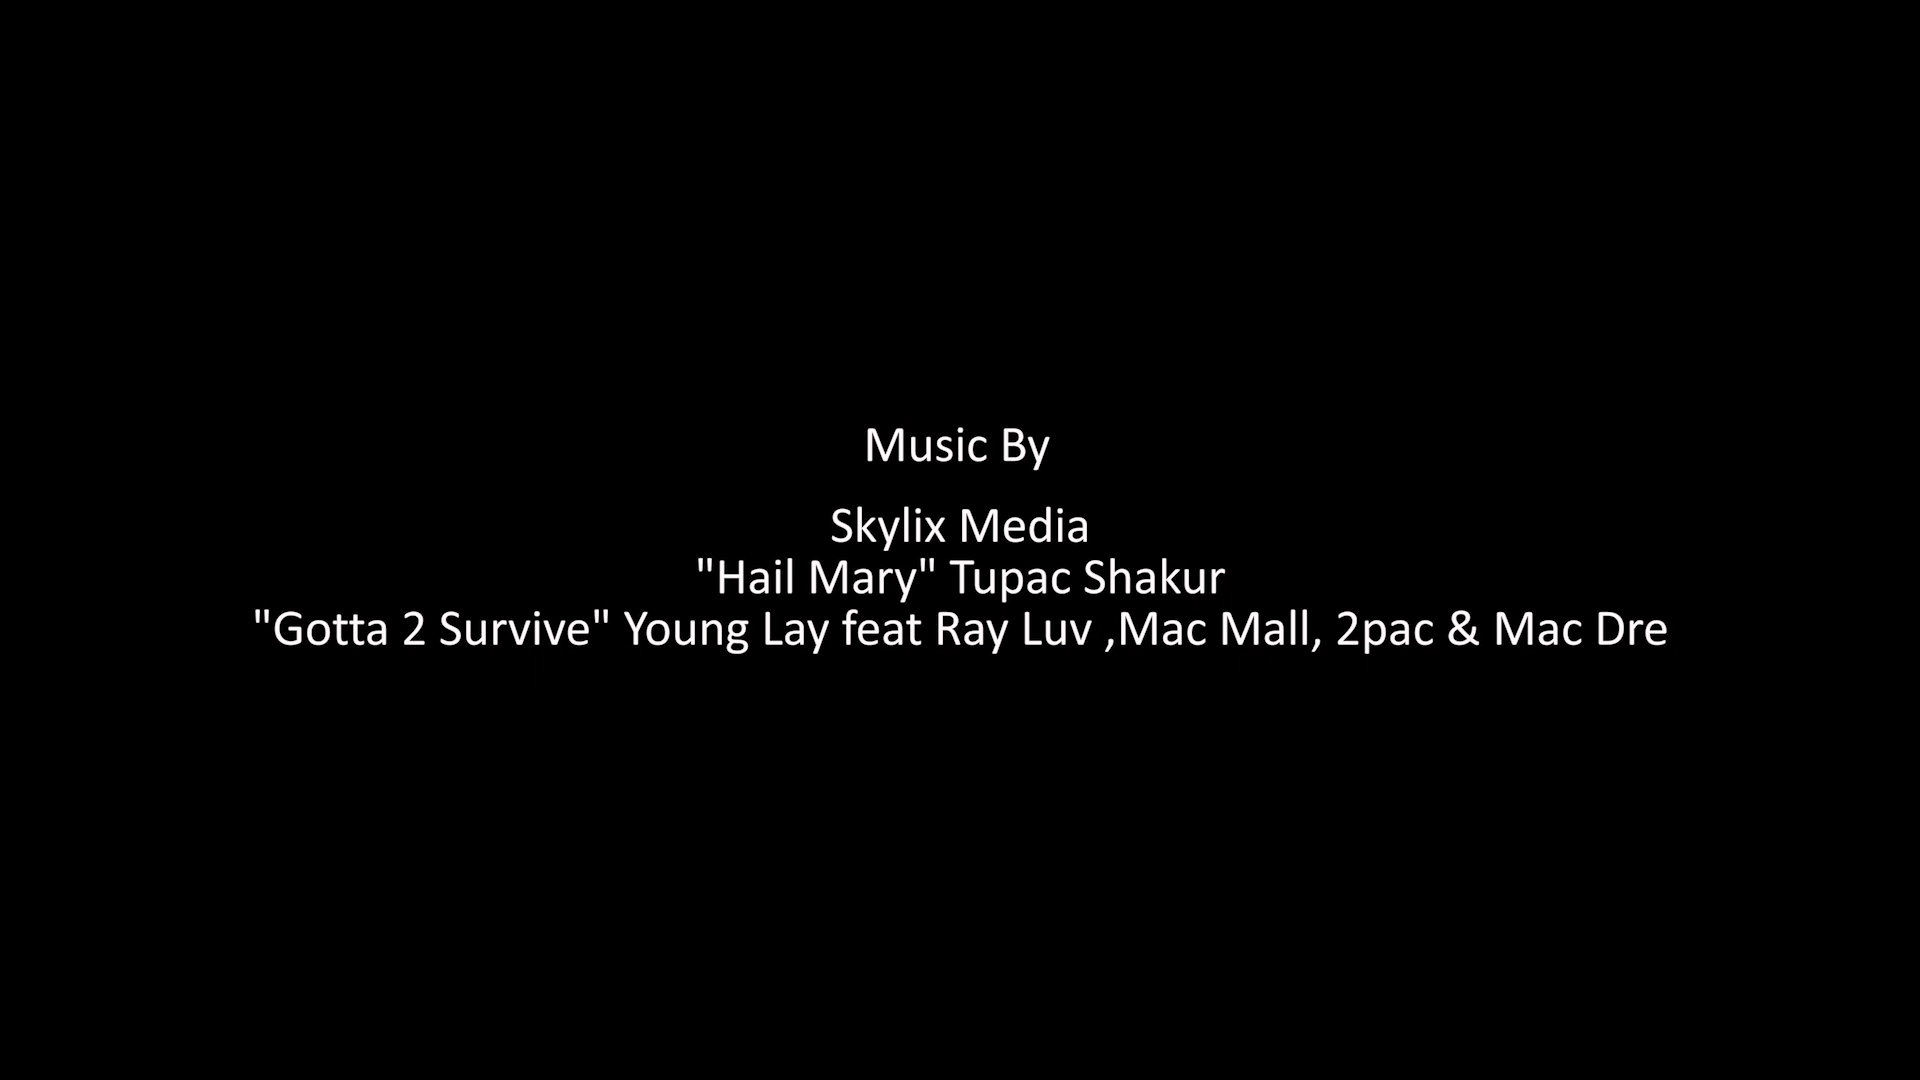 Music By
Skylix Media
"Hail Mary" Tupac Shakur
"Gotta 2 Survive" Young Lay feat Ray Luv ,Mac Mall, 2pac & Mac Dre